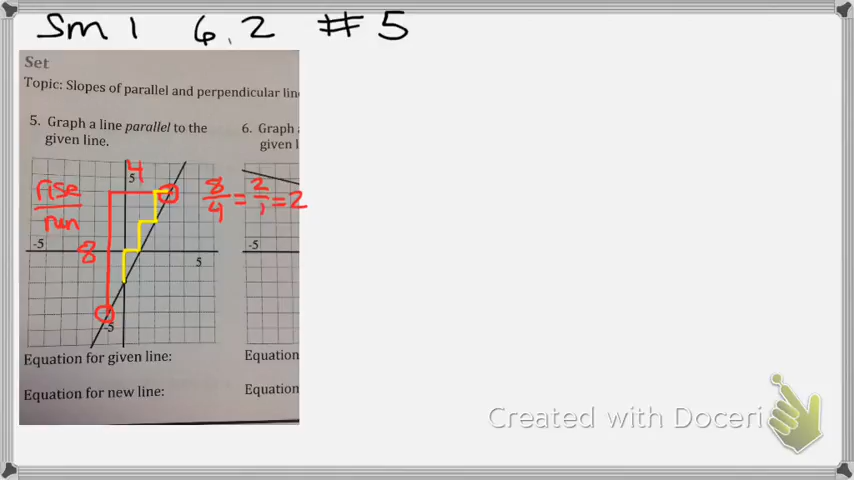 Sm 1 6.2 # 5
Set
Topic: Slopes of parallel and perpendicular lin
5. Graph a line parallel to the
given line.
6. Graph
given l
4
5
rise
run
8/4 = 2/1 = 2
-5
8
5
-5
-5
Equation for given line:
Equation
Equation for new line:
Equation
Created with Doceri